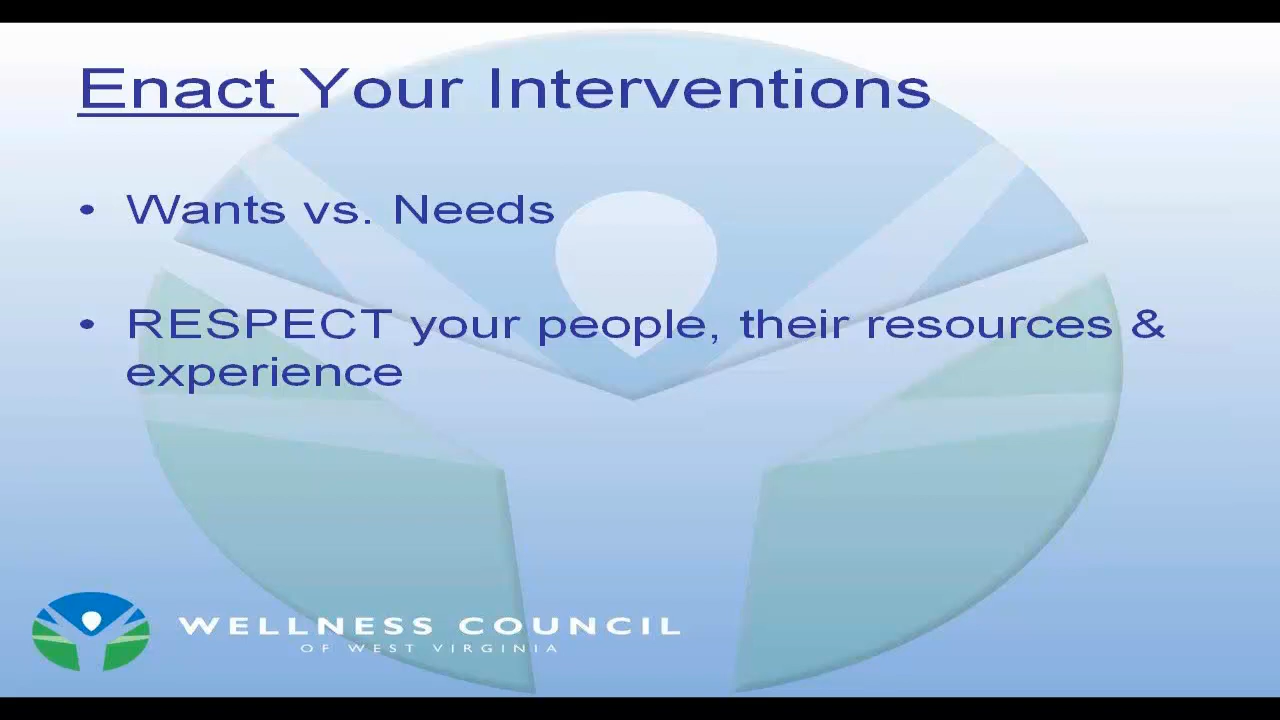 Enact Your Interventions
• Wants vs. Needs
• RESPECT your people, their resources &
experience
WELLNESS COUNCIL
OF WEST VIRGINIA